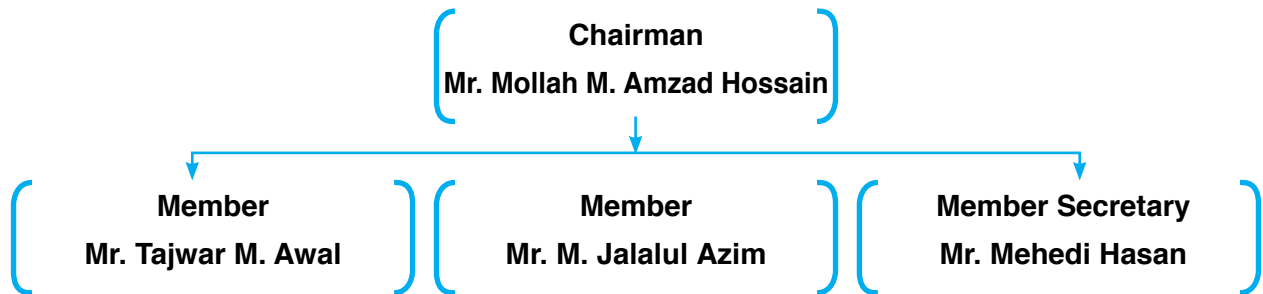 Chairman
Mr. Mollah M. Amzad Hossain
Member
Mr. Tajwar M. Awal
Member
Mr. M. Jalalul Azim
Member Secretary
Mr. Mehedi Hasan